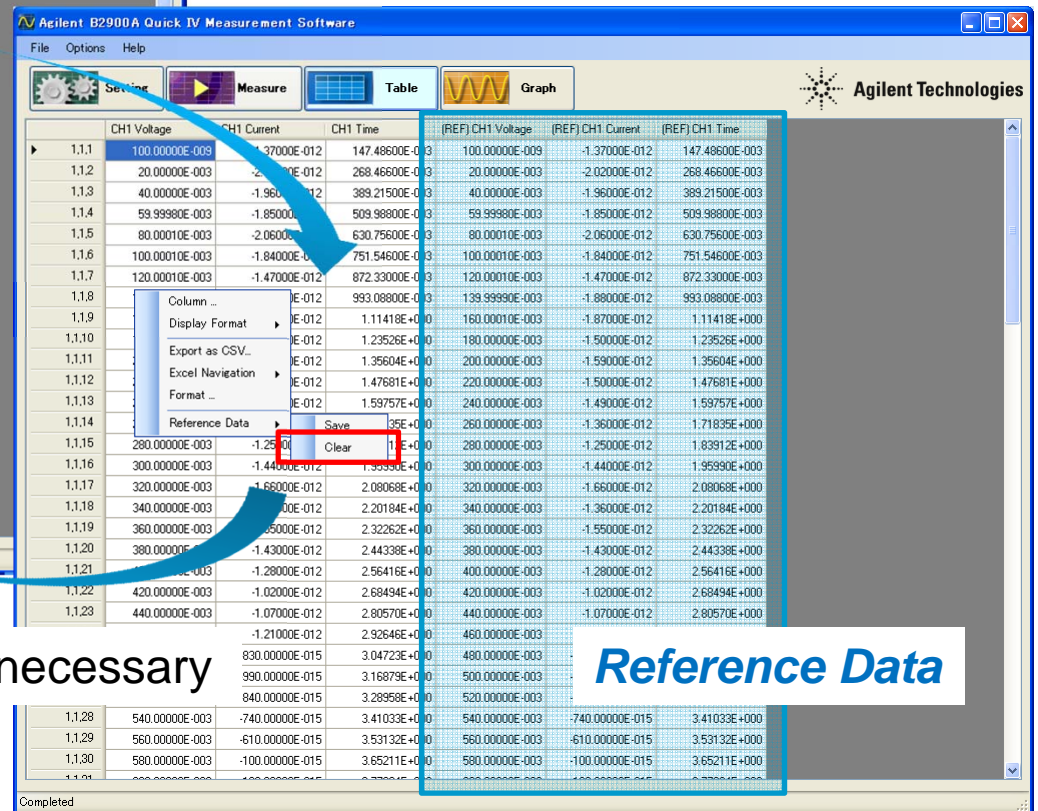 Agilent B2900A Quick IV Measurement Software
File Options Help
Measure Table Graph Agilent Technologies
CH1 Voltage CH1 Current CH1 Time (REF) CH1 Voltage (REF) CH1 Current (REF) CH1 Time
1,1,1 100.00000E-009 147.48600E-003 100.00000E-009 -1.37000E-012 147.48600E-003
1,1,2 20.00000E-003 268.46600E-003 20.00000E-003 -2.02000E-012 268.46600E-003
1,1,3 40.00000E-003 389.21500E-003 40.00000E-003 -1.96000E-012 389.21500E-003
1,1,4 59.99980E-003 509.98800E-003 59.99980E-003 -1.85000E-012 509.98800E-003
1,1,5 80.00010E-003 630.75600E-003 80.00010E-003 -2.06000E-012 630.75600E-003
1,1,6 100.00010E-003 751.54600E-003 100.00010E-003 -1.84000E-012 751.54600E-003
1,1,7 120.00010E-003 -1.47000E-012 872.33000E-003 120.00010E-003 -1.47000E-012 872.33000E-003
1,1,8 993.08800E-003 139.99990E-003 -1.88000E-012 993.08800E-003
1,1,9 1.11418E+000 160.00010E-003 -1.87000E-012 1.11418E+000
1,1,10 1.23526E+000 180.00000E-003 -1.50000E-012 1.23526E+000
1,1,11 1.35604E+000 200.00000E-003 -1.59000E-012 1.35604E+000
1,1,12 1.47681E+000 220.00000E-003 -1.50000E-012 1.47681E+000
1,1,13 1.59757E+000 240.00000E-003 -1.49000E-012 1.59757E+000
1,1,14 260.00000E-003 -1.36000E-012 1.71835E+000
1,1,15 280.00000E-003 280.00000E-003 -1.25000E-012 1.83912E+000
1,1,16 300.00000E-003 -1.44000E-012 1.95990E+000 300.00000E-003 -1.44000E-012 1.95990E+000
1,1,17 320.00000E-003 -1.66000E-012 2.08068E+000 320.00000E-003 -1.66000E-012 2.08068E+000
1,1,18 340.00000E-003 2.20184E+000 340.00000E-003 -1.36000E-012 2.20184E+000
1,1,19 360.00000E-003 2.32262E+000 360.00000E-003 -1.55000E-012 2.32262E+000
1,1,20 380.00000E-003 -1.43000E-012 2.44338E+000 380.00000E-003 -1.43000E-012 2.44338E+000
1,1,21 -1.28000E-012 2.56416E+000 400.00000E-003 -1.28000E-012 2.56416E+000
1,1,22 420.00000E-003 -1.02000E-012 2.68494E+000 420.00000E-003 -1.02000E-012 2.68494E+000
1,1,23 440.00000E-003 -1.07000E-012 2.80570E+000 440.00000E-003 -1.07000E-012 2.80570E+000
-1.21000E-012 2.92646E+000 460.00000E-003
830.00000E-015 3.04723E+000 480.00000E-003
990.00000E-015 3.16879E+000 500.00000E-003
840.00000E-015 3.28958E+000 520.00000E-003
1,1,28 540.00000E-003 -740.00000E-015 3.41033E+000 540.00000E-003 -740.00000E-015 3.41033E+000
1,1,29 560.00000E-003 -610.00000E-015 3.53132E+000 560.00000E-003 -610.00000E-015 3.53132E+000
1,1,30 580.00000E-003 -100.00000E-015 3.65211E+000 580.00000E-003 -100.00000E-015 3.65211E+000
Column ...
Display Format
Export as CSV...
Excel Navigation
Format ...
Reference Data
Save
Clear
necessary
Reference Data
Completed